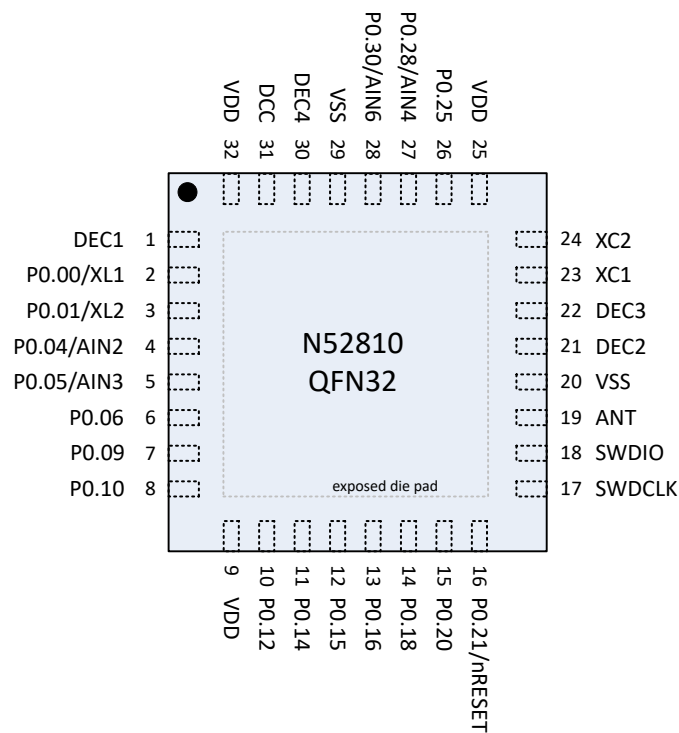 VDD 32
DCC 31
DEC4 30
VSS 29
P0.30/AIN6 28
P0.28/AIN4 27
P0.25 26
VDD 25
DEC1 1
P0.00/XL1 2
P0.01/XL2 3
P0.04/AIN2 4
P0.05/AIN3 5
P0.06 6
P0.09 7
P0.10 8
N52810
QFN32
exposed die pad
24 XC2
23 XC1
22 DEC3
21 DEC2
20 VSS
19 ANT
18 SWDIO
17 SWDCLK
9 VDD
10 P0.12
11 P0.14
12 P0.15
13 P0.16
14 P0.18
15 P0.20
16 P0.21/nRESET